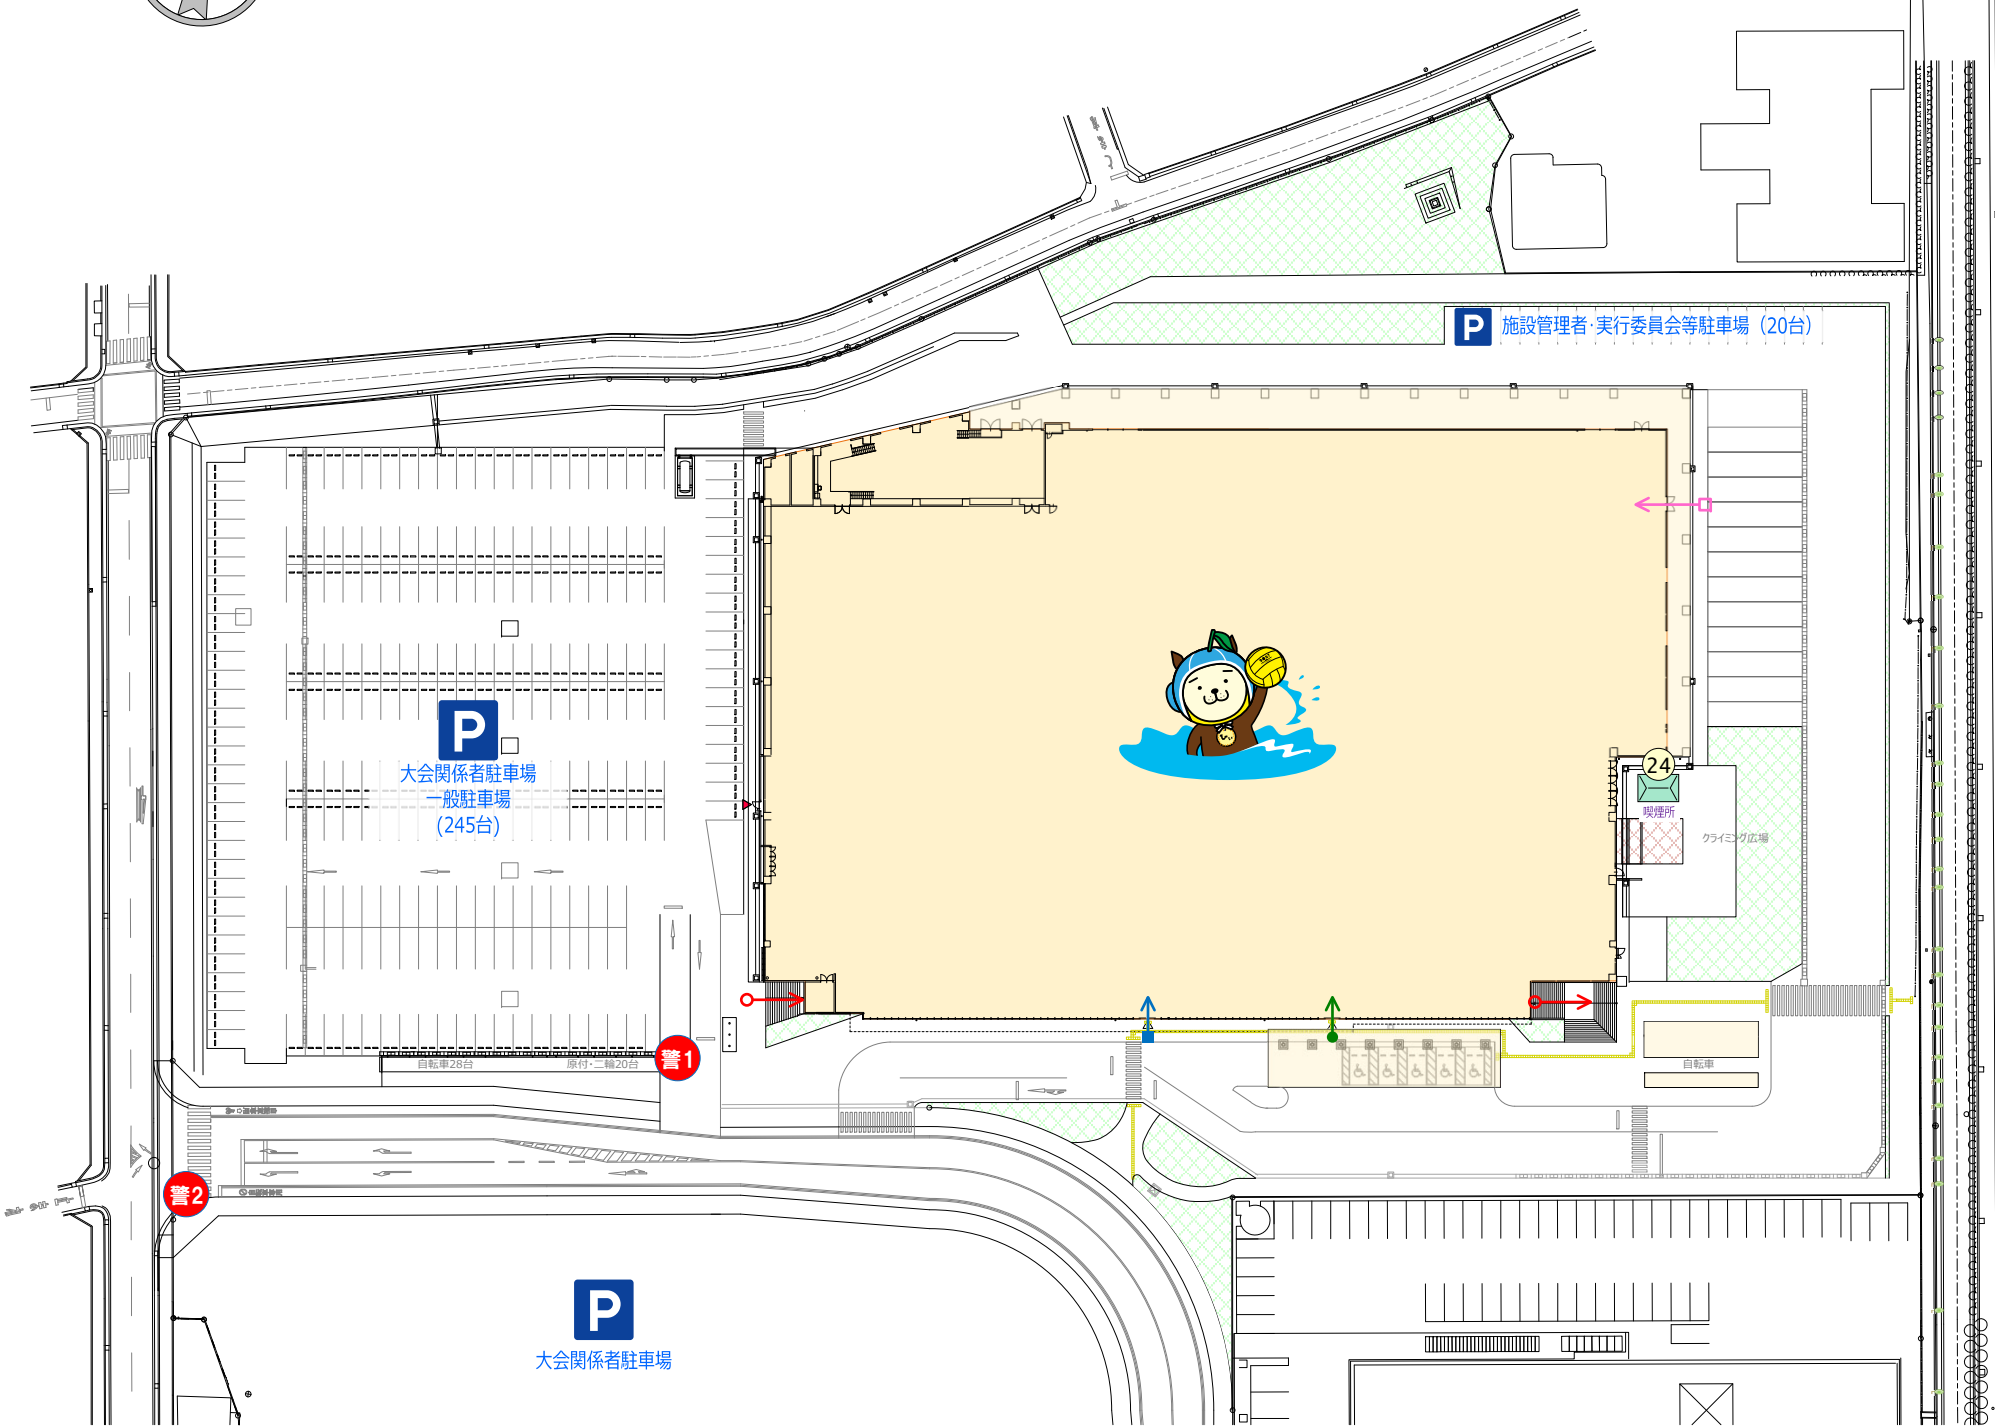 P 施設管理者･実行委員会等駐車場（20台）
P
大会関係者駐車場
一般駐車場
(245台)
24
喫煙所
クライミング広場
自転車28台
原付･二輪20台
警1
自転車
警2
P
大会関係者駐車場